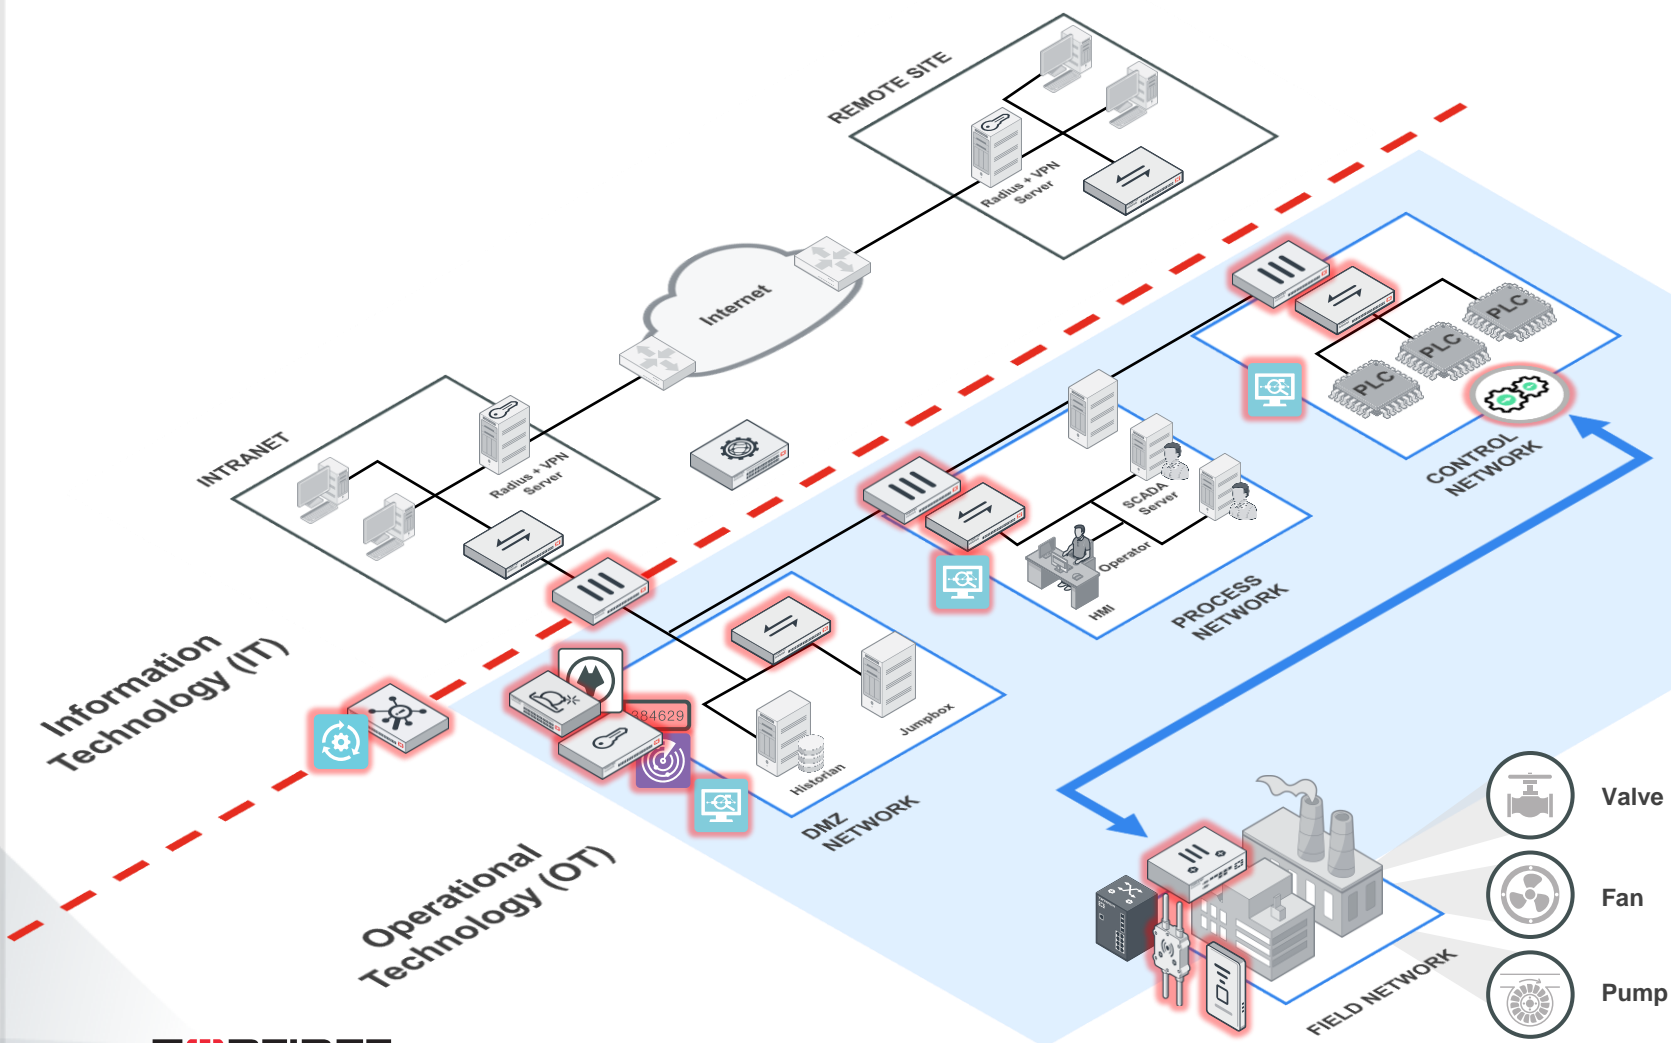 REMOTE SITE
Radius + VPN
Server
Internet
INTRANET
Radius + VPN
Server
PLC
PLC
PLC
CONTROL
NETWORK
SCADA
Server
Operator
HMI
PROCESS
NETWORK
Information
Technology (IT)
384629
Jumpbox
Historian
DMZ
NETWORK
Operational
Technology (OT)
Valve
Fan
Pump
FIELD NETWORK